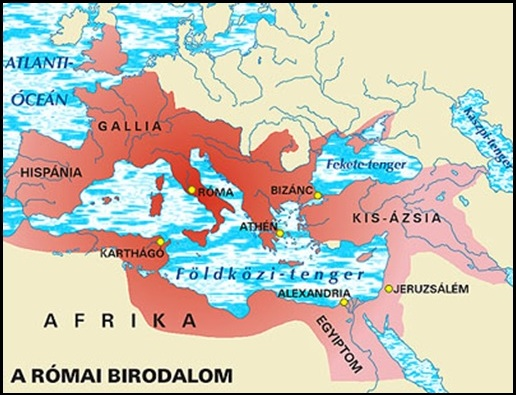 ATLANTI-
ÓCEÁN
GALLIA
HISPÁNIA
RÓMA
BIZÁNC
Fekete-tenger
Kaszpi-tenger
ATHÉN
KIS-ÁZSIA
KARTHÁGÓ
Földközi-tenger
ALEXANDRIA
JERUZSÁLEM
AFRIKA
EGYIPTOM
A RÓMAI BIRODALOM